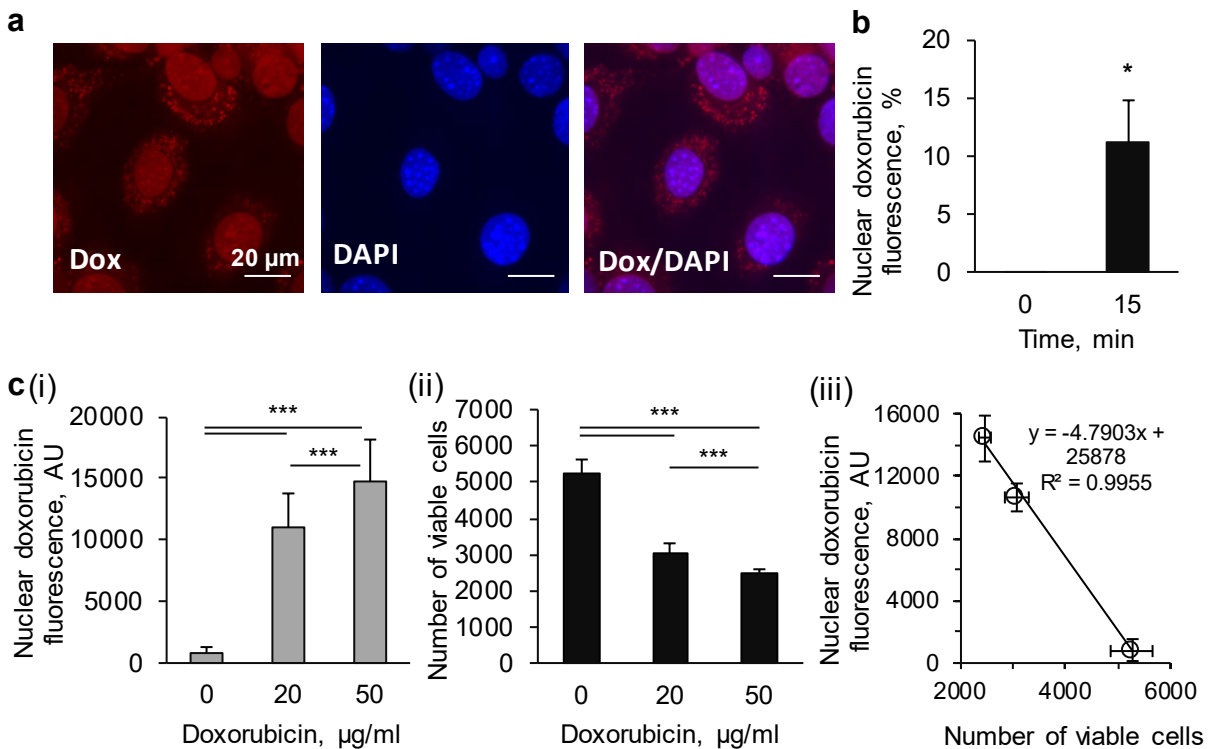 a
Dox
20 µm
DAPI
Dox/DAPI
b
Nuclear doxorubicin
fluorescence, %
20
15
10
5
0
*
0 15
Time, min
c (i)
Nuclear doxorubicin
fluorescence, AU
20000
15000
10000
5000
0
***
***
0 20 50
Doxorubicin, µg/ml
(ii)
Number of viable cells
7000
6000
5000
4000
3000
2000
1000
0
***
***
0 20 50
Doxorubicin, µg/ml
(iii)
Nuclear doxorubicin
fluorescence, AU
16000
12000
8000
4000
0
y = -4.7903x +
25878
R² = 0.9955
2000 4000 6000
Number of viable cells